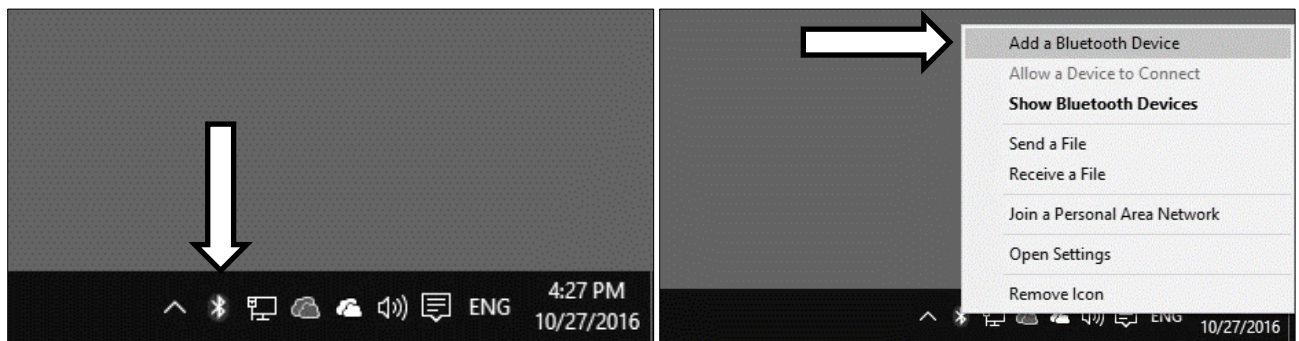 ENG
4:27 PM
10/27/2016
Add a Bluetooth Device
Allow a Device to Connect
Show Bluetooth Devices
Send a File
Receive a File
Join a Personal Area Network
Open Settings
Remove Icon
ENG
10/27/2016